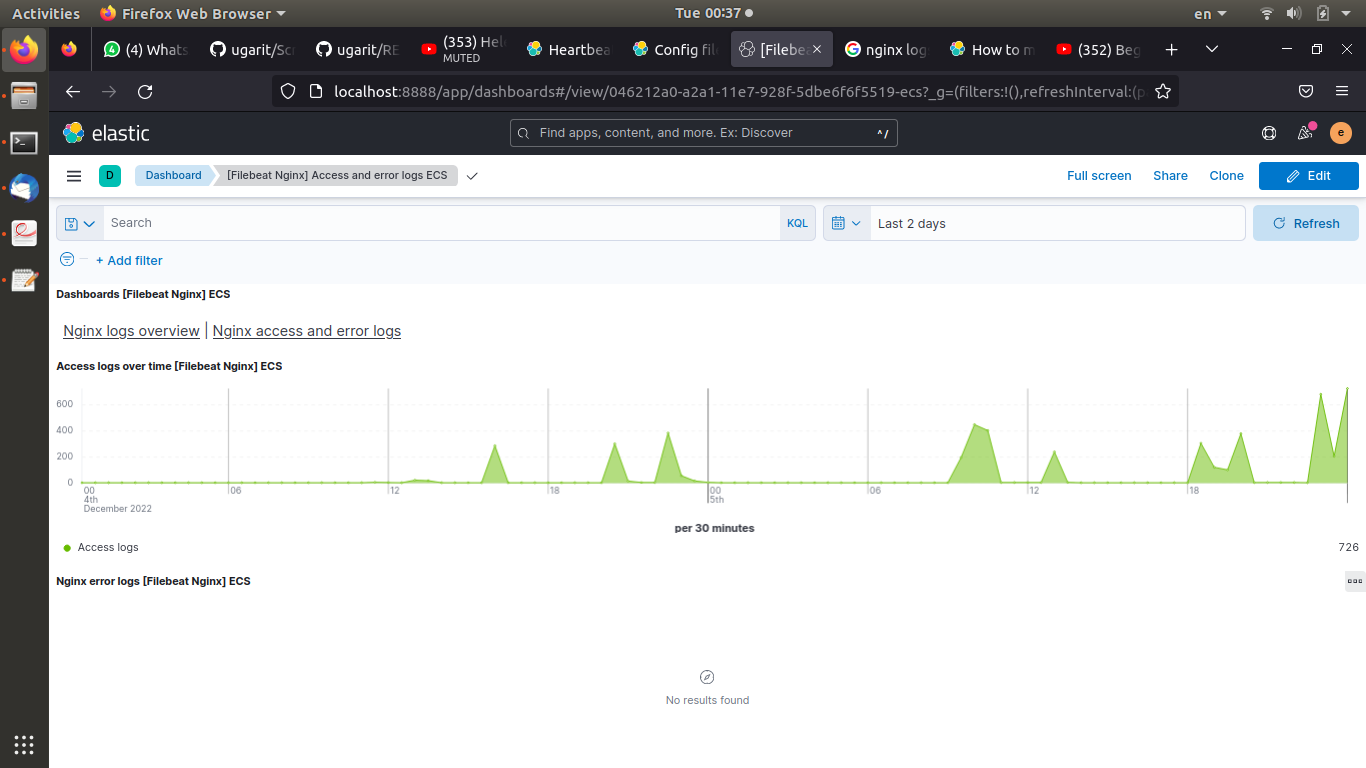 Activities Firefox Web Browser Tue 00:37 en
(4) Whats ugarit/Scr ugarit/RE (353) Hel Heartbea Config file [Filebea nginx log How to m (352) Beg
MUTED
localhost:8888/app/dashboards#/view/046212a0-a2a1-11e7-928f-5dbe6f6f5519-ecs?_g=(filters:!(),refreshInterval:(p
elastic Find apps, content, and more. Ex: Discover ^/ e
D Dashboard [Filebeat Nginx] Access and error logs ECS Full screen Share Clone Edit
Search KQL Last 2 days Refresh
+ Add filter
Dashboards [Filebeat Nginx] ECS
Nginx logs overview | Nginx access and error logs
Access logs over time [Filebeat Nginx] ECS
600
400
200
0
00 06 12 18 00 06 12 18
4th 5th
December 2022
per 30 minutes
Access logs 726
Nginx error logs [Filebeat Nginx] ECS
No results found